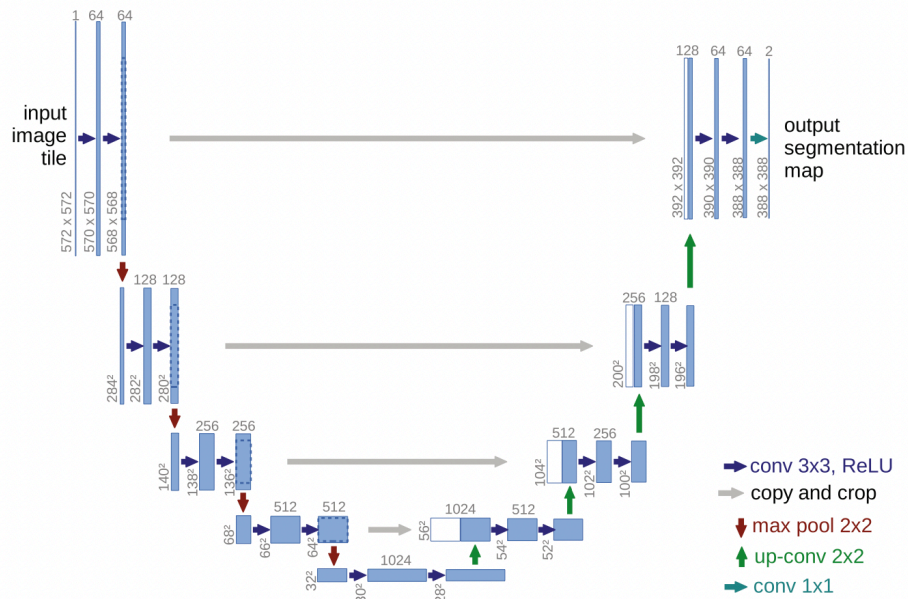 1 64 64
128 64 64 2
input
image
tile
output
segmentation
map
572 x 572
570 x 570
568 x 568
392 x 392
390 x 390
388 x 388
388 x 388
128 128
256 128
284²
282²
280²
200²
198²
196²
256 256
512 256
140²
138²
136²
104²
102²
100²
512 512
1024 512
68²
66²
64²
56²
54²
52²
1024
32²
conv 3x3, ReLU
copy and crop
max pool 2x2
up-conv 2x2
conv 1x1